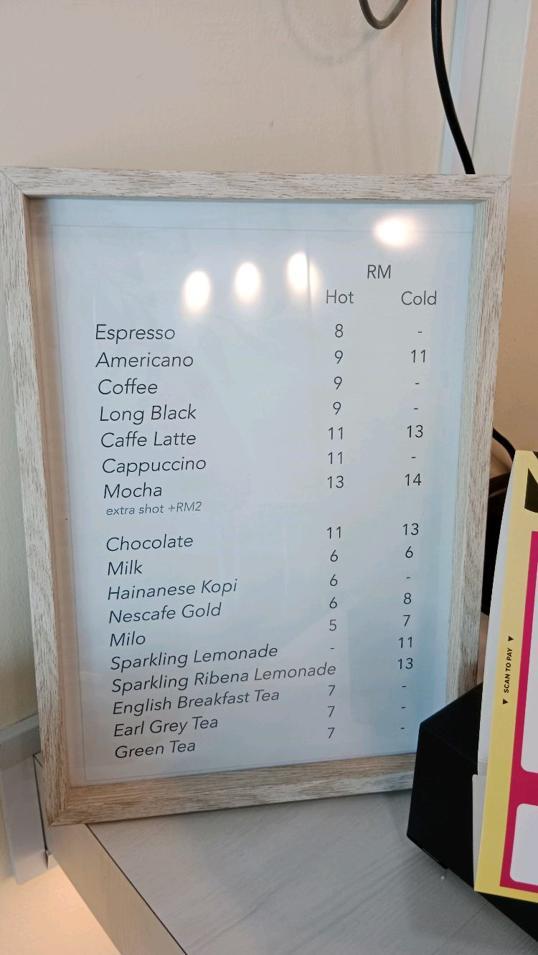 RM
Hot Cold
Espresso 8 -
Americano 9 11
Coffee 9 -
Long Black 9 -
Caffe Latte 11 13
Cappuccino 11 -
Mocha 13 14
extra shot +RM2
Chocolate 11 13
Milk 6 6
Hainanese Kopi 6 -
Nescafe Gold 6 8
Milo 5 7
Sparkling Lemonade - 11
Sparkling Ribena Lemonade 13
English Breakfast Tea 7 -
Earl Grey Tea 7 -
Green Tea 7 -
SCAN TO PAY